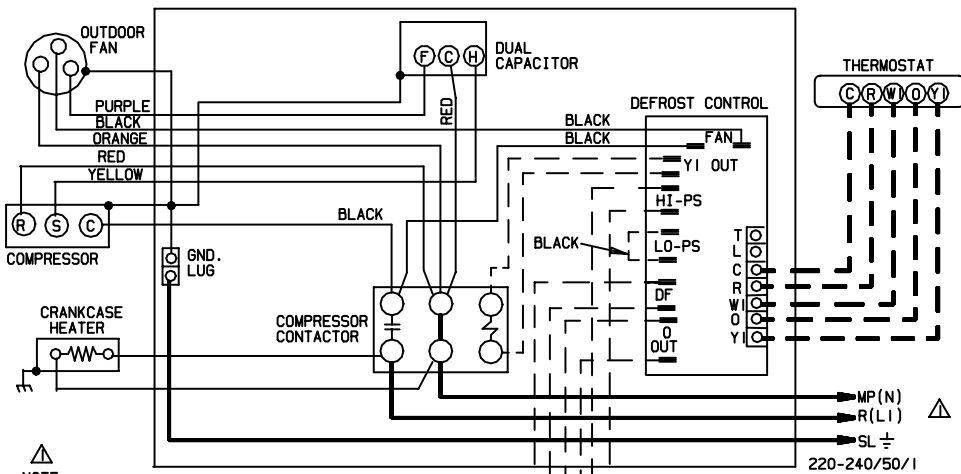 OUTDOOR
FAN
DUAL
CAPACITOR
F C H
THERMOSTAT
C R W1 O Y1
PURPLE
BLACK
ORANGE
RED
YELLOW
RED
BLACK
BLACK
DEFROST CONTROL
FAN
Y1 OUT
HI-PS
LO-PS
DF
O
OUT
T
L
C
R
W1
O
Y1
R S C
COMPRESSOR
BLACK
BLACK
GND.
LUG
CRANKCASE
HEATER
COMPRESSOR
CONTACTOR
MP(N)
R(L1)
SL
220-240/50/1
1
1
NOTE